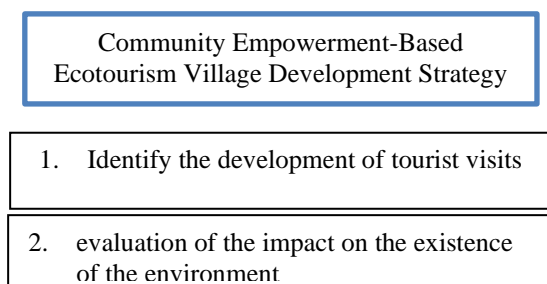 Community Empowerment-Based
Ecotourism Village Development Strategy
1. Identify the development of tourist visits
2. evaluation of the impact on the existence
of the environment